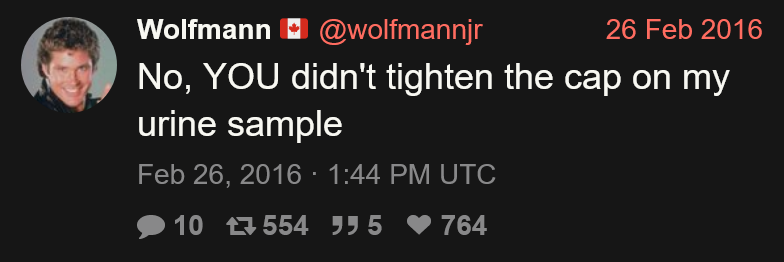 Wolfmann 🇨🇦 @wolfmannjr 26 Feb 2016
No, YOU didn't tighten the cap on my
urine sample
Feb 26, 2016 · 1:44 PM UTC
10 554 5 764